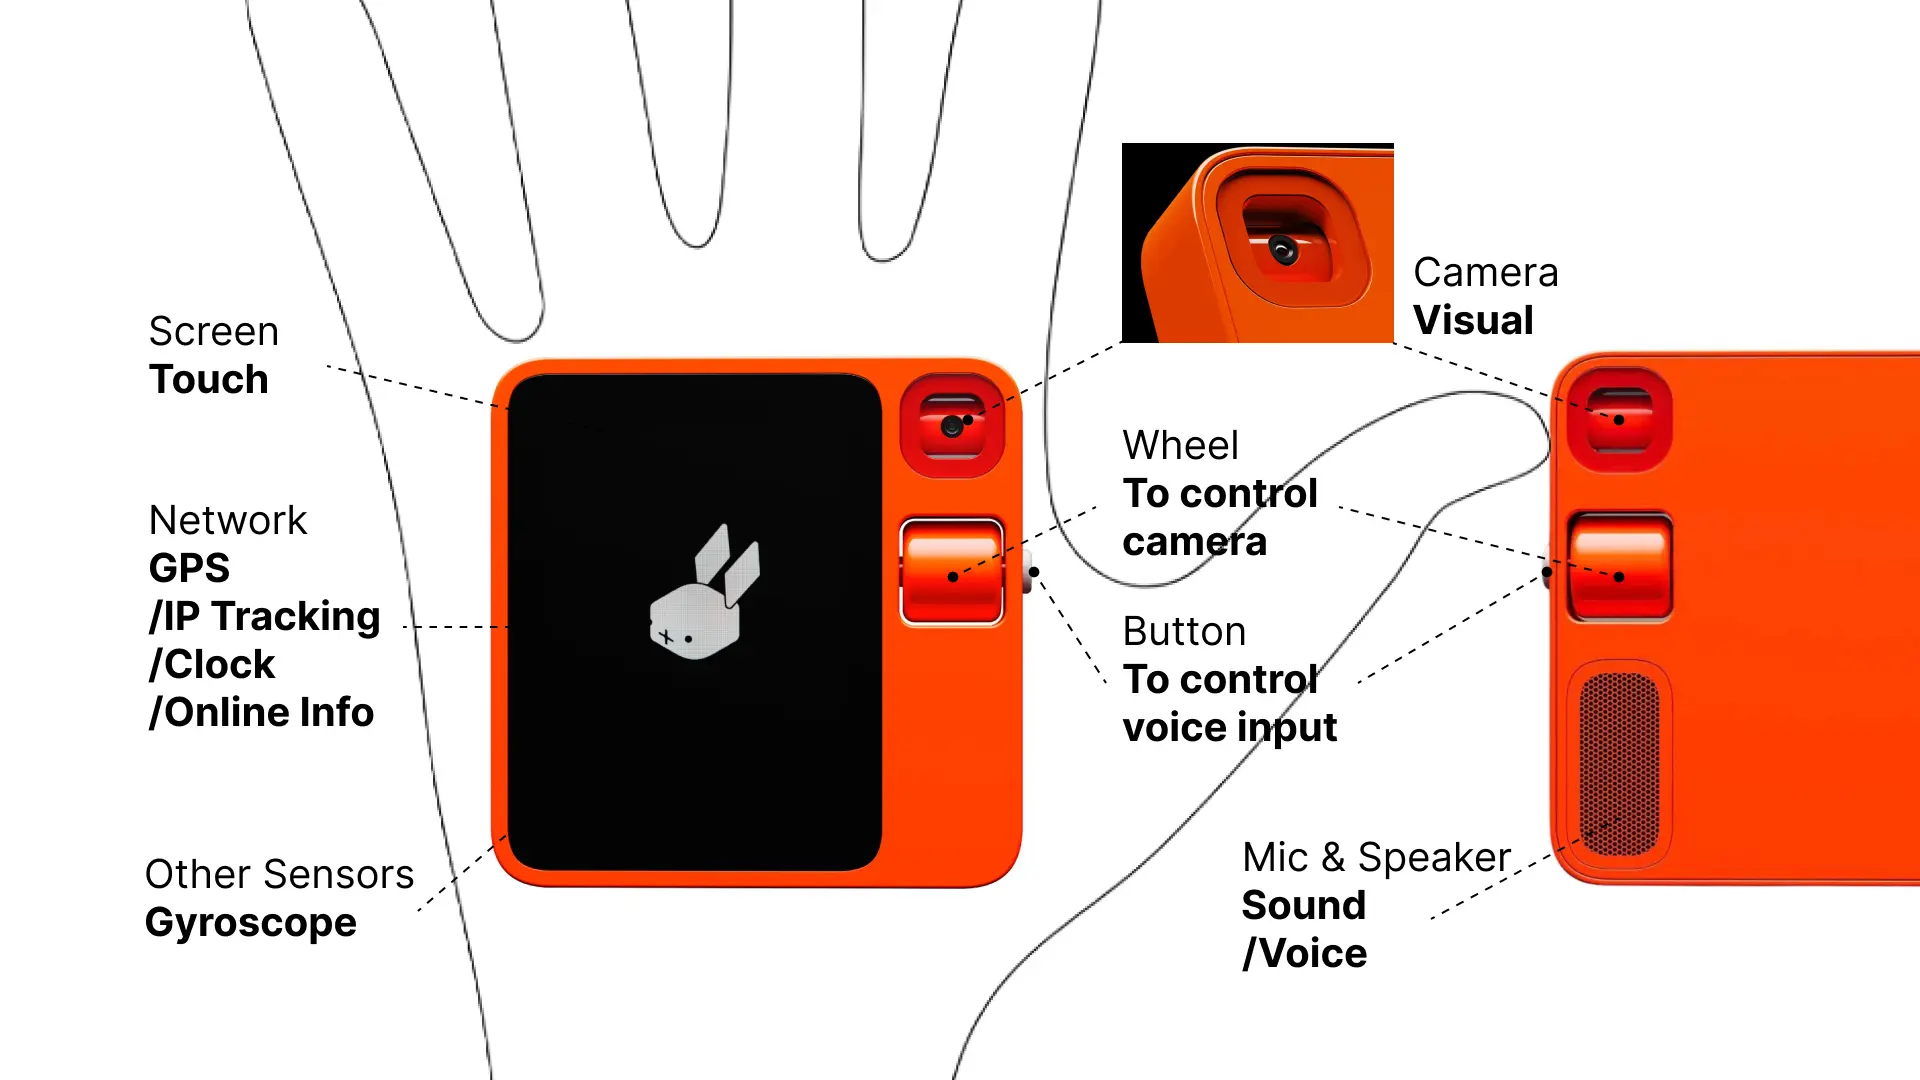 Screen
Touch
Network
GPS
/IP Tracking
/Clock
/Online Info
Other Sensors
Gyroscope
Camera
Visual
Wheel
To control
camera
Button
To control
voice input
Mic & Speaker
Sound
/Voice